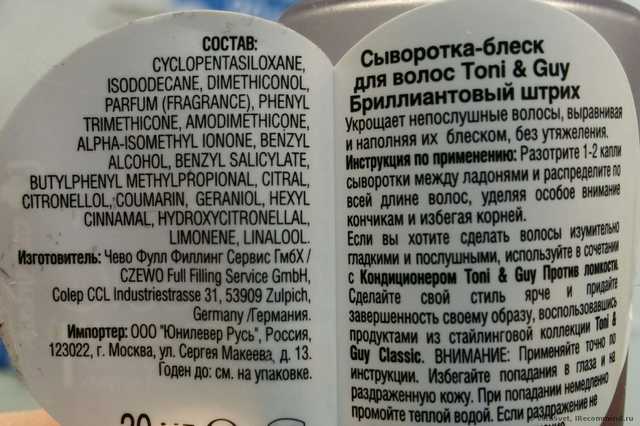 СОСТАВ:
CYCLOPENTASILOXANE,
ISODODECANE, DIMETHICONOL,
PARFUM (FRAGRANCE), PHENYL
TRIMETHICONE, AMODIMETHICONE,
ALPHA-ISOMETHYL IONONE, BENZYL
ALCOHOL, BENZYL SALICYLATE,
BUTYLPHENYL METHYLPROPIONAL, CITRAL,
CITRONELLOL, COUMARIN, GERANIOL, HEXYL
CINNAMAL, HYDROXYCITRONELLAL,
LIMONENE, LINALOOL.
Изготовитель: Чево Фулл Филлинг Сервис Гмбх /
CZEWO Full Filling Service GmbH,
Colep CCL Industriestrasse 31, 53909 Zulpich,
Germany /Германия.
Импортер: ООО "Юнилевер Русь", Россия,
123022, г. Москва, ул. Сергея Макеева, д. 13.
Годен до: см. на упаковке.
Сыворотка-блеск
для волос Toni & Guy
Бриллиантовый штрих
Укрощает непослушные волосы, выравнивая
и наполняя их блеском, без утяжеления.
Инструкция по применению: Разотрите 1-2 капли
сыворотки между ладонями и распределите по
всей длине волос, уделяя особое внимание
кончикам и избегая корней.
Если вы хотите сделать волосы изумительно
гладкими и послушными, используйте в сочетании
с Кондиционером Toni & Guy Против ломкости.
Сделайте свой стиль ярче и придайте
завершенность своему образу, воспользовавшись
продуктами из стайлинговой коллекции Toni &
Guy Classic. ВНИМАНИЕ: Применяйте точно по
инструкции. Избегайте попадания в глаза и на
раздраженную кожу. При попадании немедленно
промойте теплой водой. Если раздражение не
IRecommend.ru